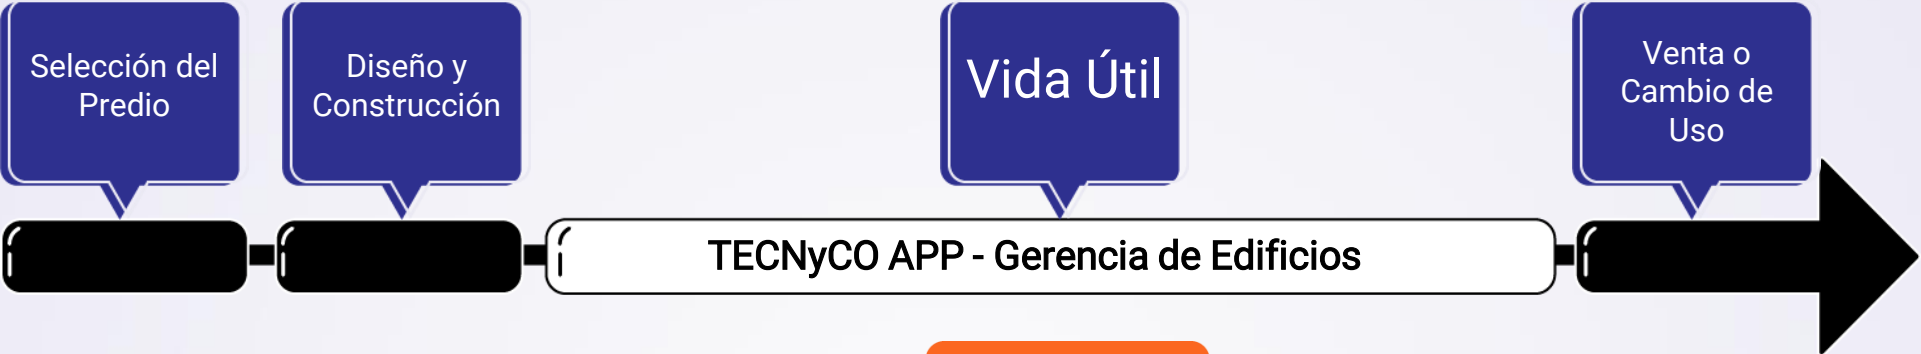 Selección del
Predio
Diseño y
Construcción
Vida Útil
Venta o
Cambio de
Uso
TECNyCO APP - Gerencia de Edificios